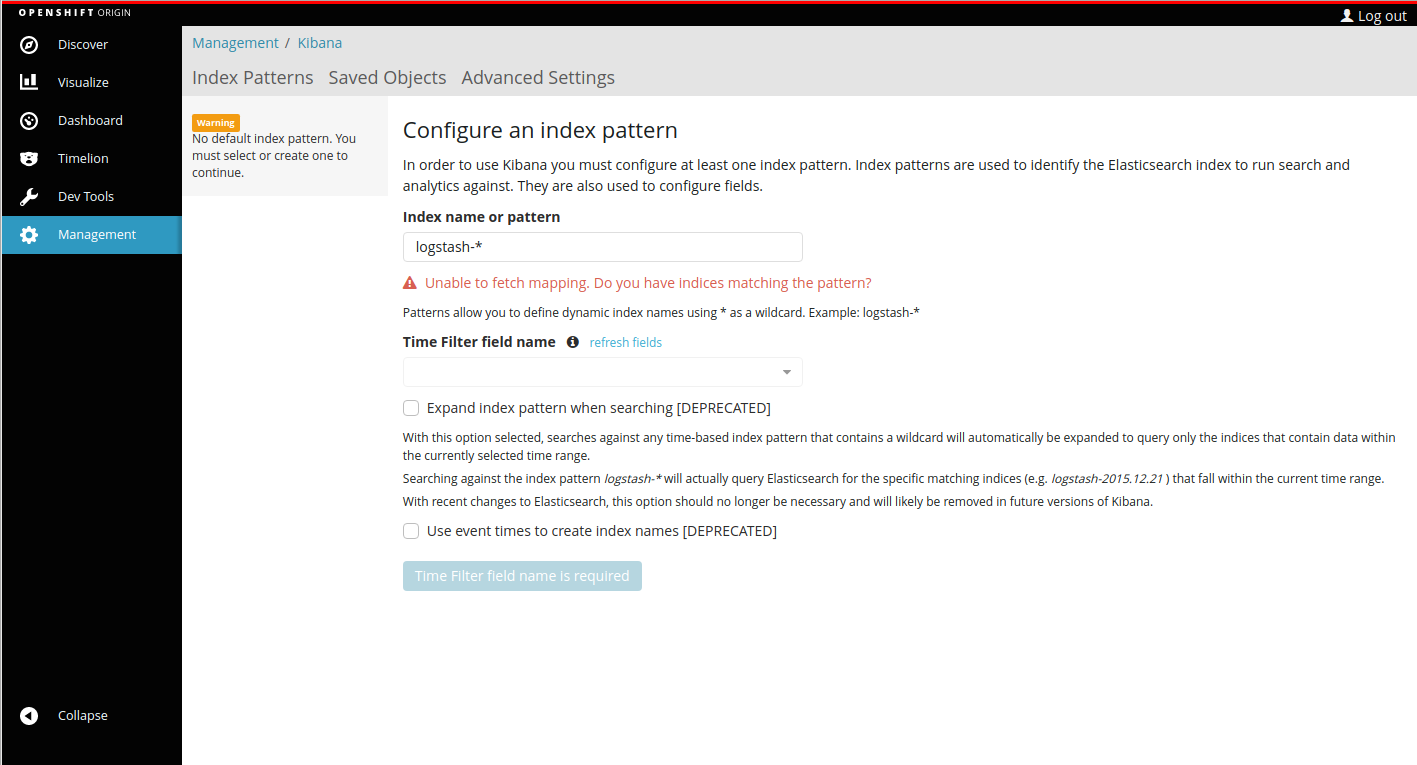 OPENSHIFT ORIGIN
Log out
Discover
Visualize
Dashboard
Timelion
Dev Tools
Management
Collapse
Management / Kibana
Index Patterns Saved Objects Advanced Settings
Warning
No default index pattern. You
must select or create one to
continue.
Configure an index pattern
In order to use Kibana you must configure at least one index pattern. Index patterns are used to identify the Elasticsearch index to run search and
analytics against. They are also used to configure fields.
Index name or pattern
logstash-*
Unable to fetch mapping. Do you have indices matching the pattern?
Patterns allow you to define dynamic index names using * as a wildcard. Example: logstash-*
Time Filter field name refresh fields
Expand index pattern when searching [DEPRECATED]
With this option selected, searches against any time-based index pattern that contains a wildcard will automatically be expanded to query only the indices that contain data within
the currently selected time range.
Searching against the index pattern logstash-* will actually query Elasticsearch for the specific matching indices (e.g. logstash-2015.12.21 ) that fall within the current time range.
With recent changes to Elasticsearch, this option should no longer be necessary and will likely be removed in future versions of Kibana.
Use event times to create index names [DEPRECATED]
Time Filter field name is required